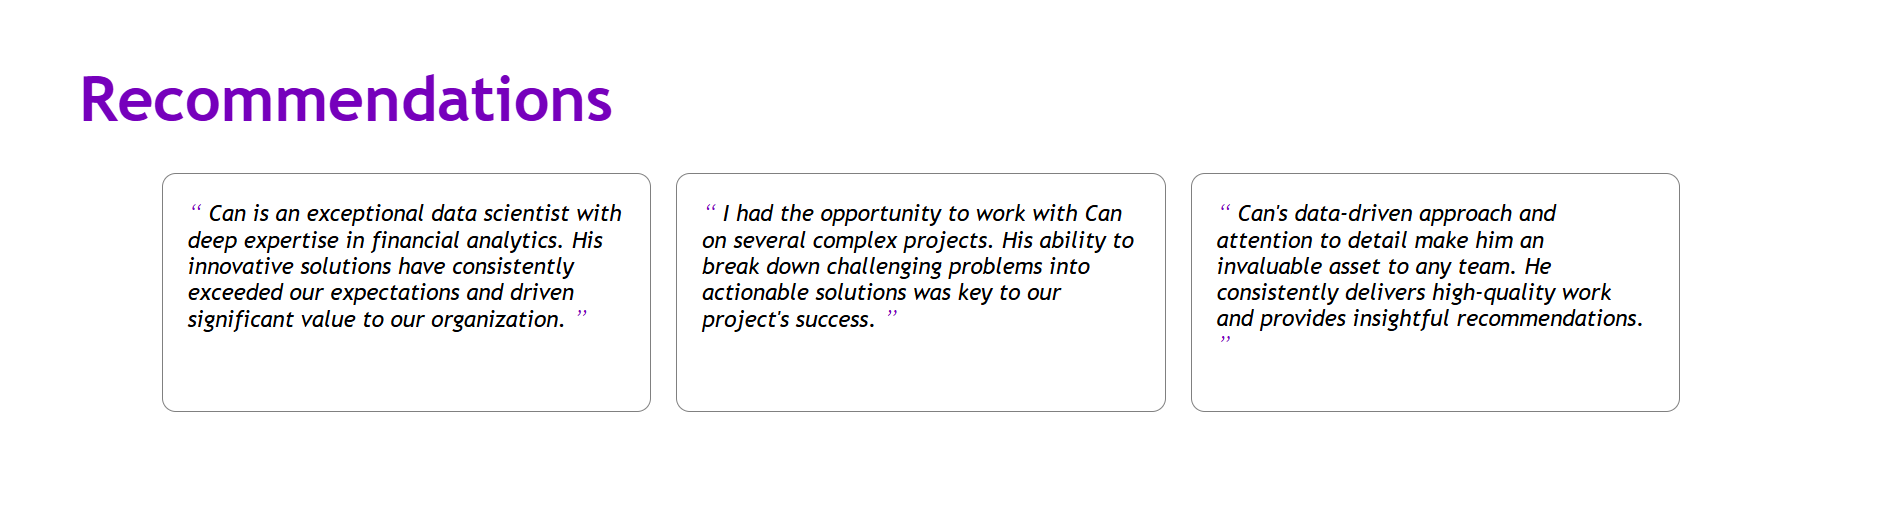 Recommendations
“ Can is an exceptional data scientist with
deep expertise in financial analytics. His
innovative solutions have consistently
exceeded our expectations and driven
significant value to our organization. ”
“ I had the opportunity to work with Can
on several complex projects. His ability to
break down challenging problems into
actionable solutions was key to our
project's success. ”
“ Can's data-driven approach and
attention to detail make him an
invaluable asset to any team. He
consistently delivers high-quality work
and provides insightful recommendations.
”